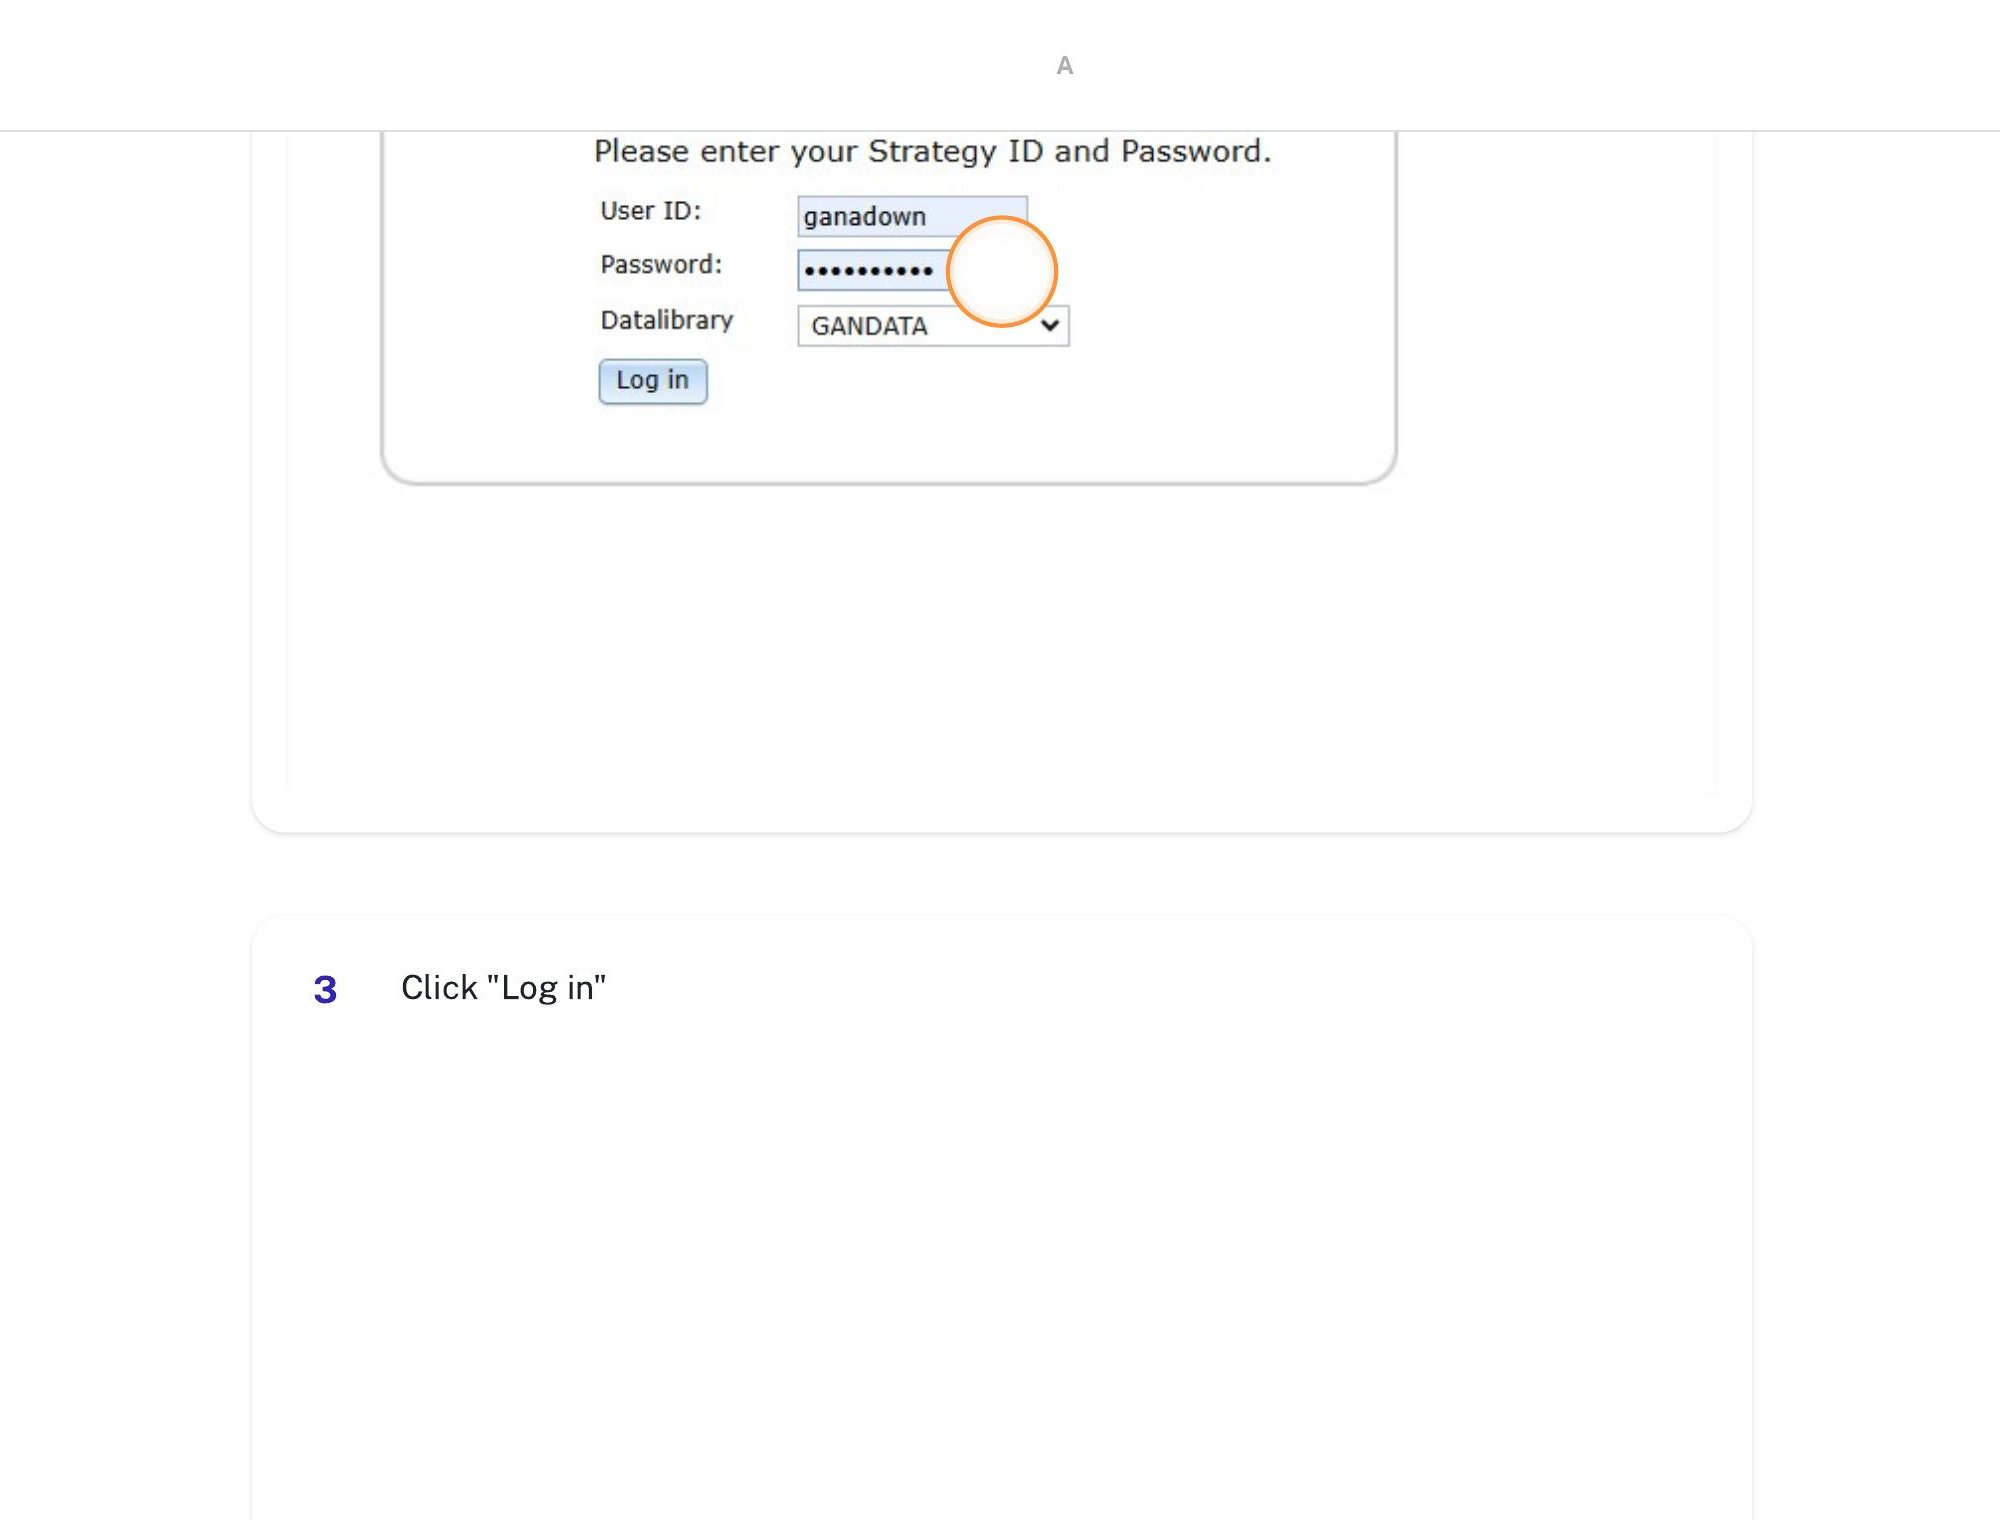 A
Please enter your Strategy ID and Password.
User ID: ganadown
Password: ••••••••••
Datalibrary GANDATA
Log in
3 Click "Log in"